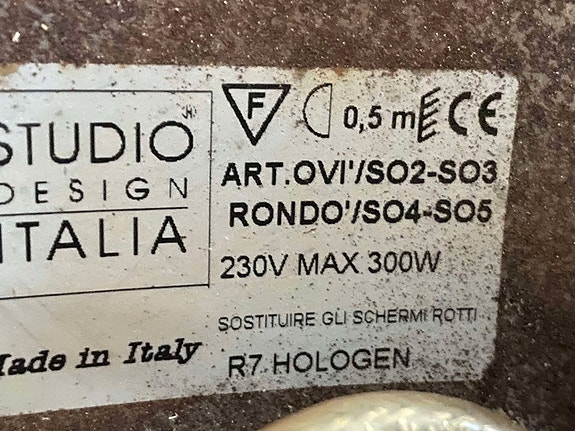 STUDIO
DESIGN
ITALIA
Made in Italy
F 0,5 m CE
ART.OVI'/SO2-SO3
RONDO'/SO4-SO5
230V MAX 300W
SOSTITUIRE GLI SCHERMI ROTTI
R7 HOLOGEN